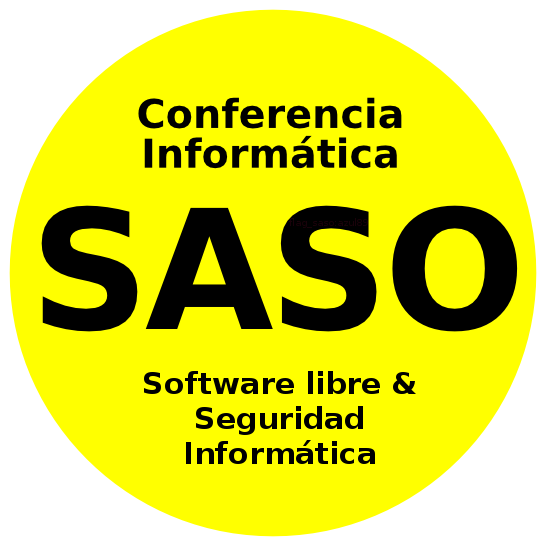 Conferencia
Informática
SASO
Software libre &
Seguridad
Informática